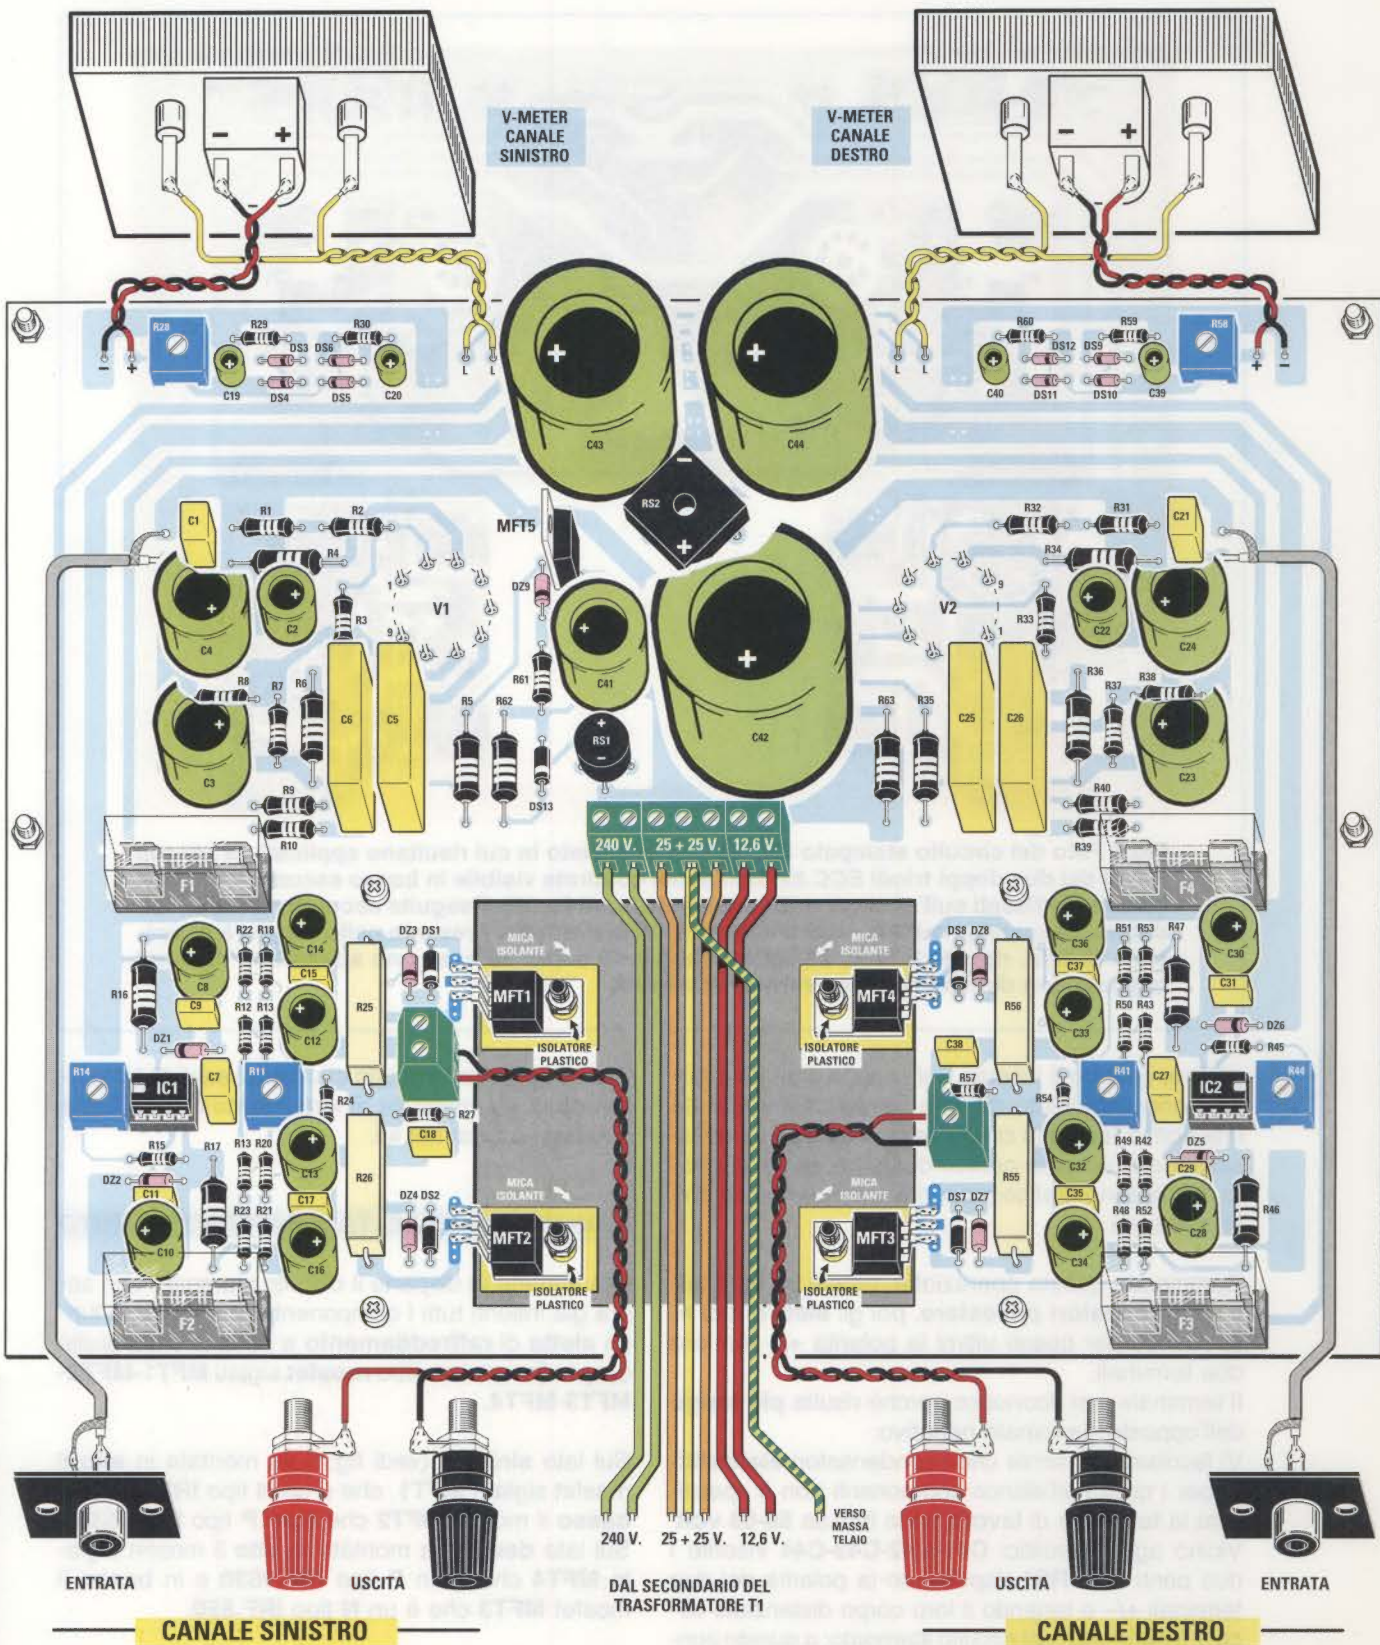 V-METER
CANALE
SINISTRO
V-METER
CANALE
DESTRO
- +
- +
-
-
R28
R29
R30
DS3
DS6
C19
DS4
DS5
C20
- +
L L
+
C43
+
C44
L L
R60
R59
DS12
DS9
R58
C40
DS11
DS10
C39
+ -
C1
R1
R2
R4
MFT5
-
RS2
+
R32
R31
C21
R34
+
C4
+
C2
R3
1
V1
9
DZ9
+
C41
+
C42
9
V2
1
R33
+
C22
+
C24
R8
R7
R6
C3
C6
C5
R5
R62
R61
+
RS1
-
DS13
R63
R35
C25
C26
R36
R37
R38
C23
R9
R10
R40
R39
240 V. 25 + 25 V. 12,6 V.
F1
F4
R22
R18
C14
C15
R16
C8
C9
R12
R13
C12
R25
DZ3
DS1
MICA
ISOLANTE
MFT1
ISOLATORE
PLASTICO
MICA
ISOLANTE
MFT4
ISOLATORE
PLASTICO
DS8
DZ8
R56
C36
C37
C33
R51
R53
R47
C30
C31
R50
R43
DZ1
R14
IC1
C7
R11
R24
R27
C18
C38
R57
R54
R41
C27
IC2
R44
DZ6
R45
R15
DZ2
C11
C10
R17
R13
R20
C13
C17
R23
R21
C16
R26
DZ4
DS2
MICA
ISOLANTE
MFT2
ISOLATORE
PLASTICO
MICA
ISOLANTE
MFT3
ISOLATORE
PLASTICO
DS7
DZ7
R55
C32
C35
C34
R49
R42
R48
R52
DZ5
C29
C28
R46
F2
F3
240 V. 25 + 25 V. 12,6 V.
VERSO
MASSA
TELAIO
ENTRATA
USCITA
DAL SECONDARIO DEL
TRASFORMATORE T1
USCITA
ENTRATA
CANALE SINISTRO
CANALE DESTRO